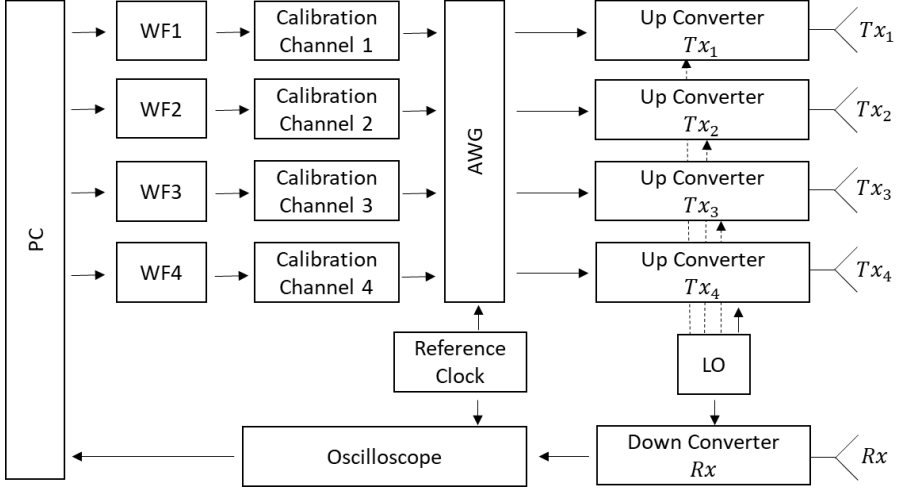 PC
WF1
Calibration
Channel 1
AWG
Up Converter
Tx₁
Tx₁
WF2
Calibration
Channel 2
Up Converter
Tx₂
Tx₂
WF3
Calibration
Channel 3
Up Converter
Tx₃
Tx₃
WF4
Calibration
Channel 4
Up Converter
Tx₄
Tx₄
Reference
Clock
LO
Oscilloscope
Down Converter
Rx
Rx